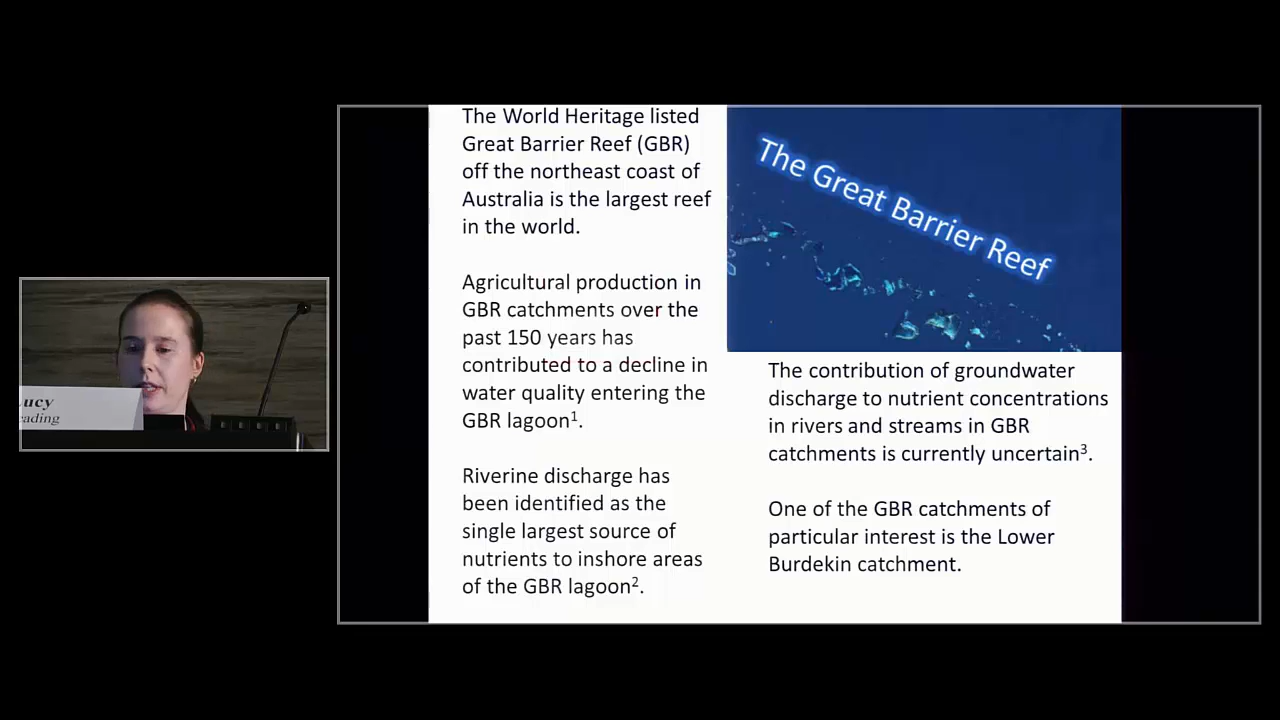 The World Heritage listed
Great Barrier Reef (GBR)
off the northeast coast of
Australia is the largest reef
in the world.
Agricultural production in
GBR catchments over the
past 150 years has
contributed to a decline in
water quality entering the
GBR lagoon¹.
Riverine discharge has
been identified as the
single largest source of
nutrients to inshore areas
of the GBR lagoon².
The Great Barrier Reef
The contribution of groundwater
discharge to nutrient concentrations
in rivers and streams in GBR
catchments is currently uncertain³.
One of the GBR catchments of
particular interest is the Lower
Burdekin catchment.
ucy
ading